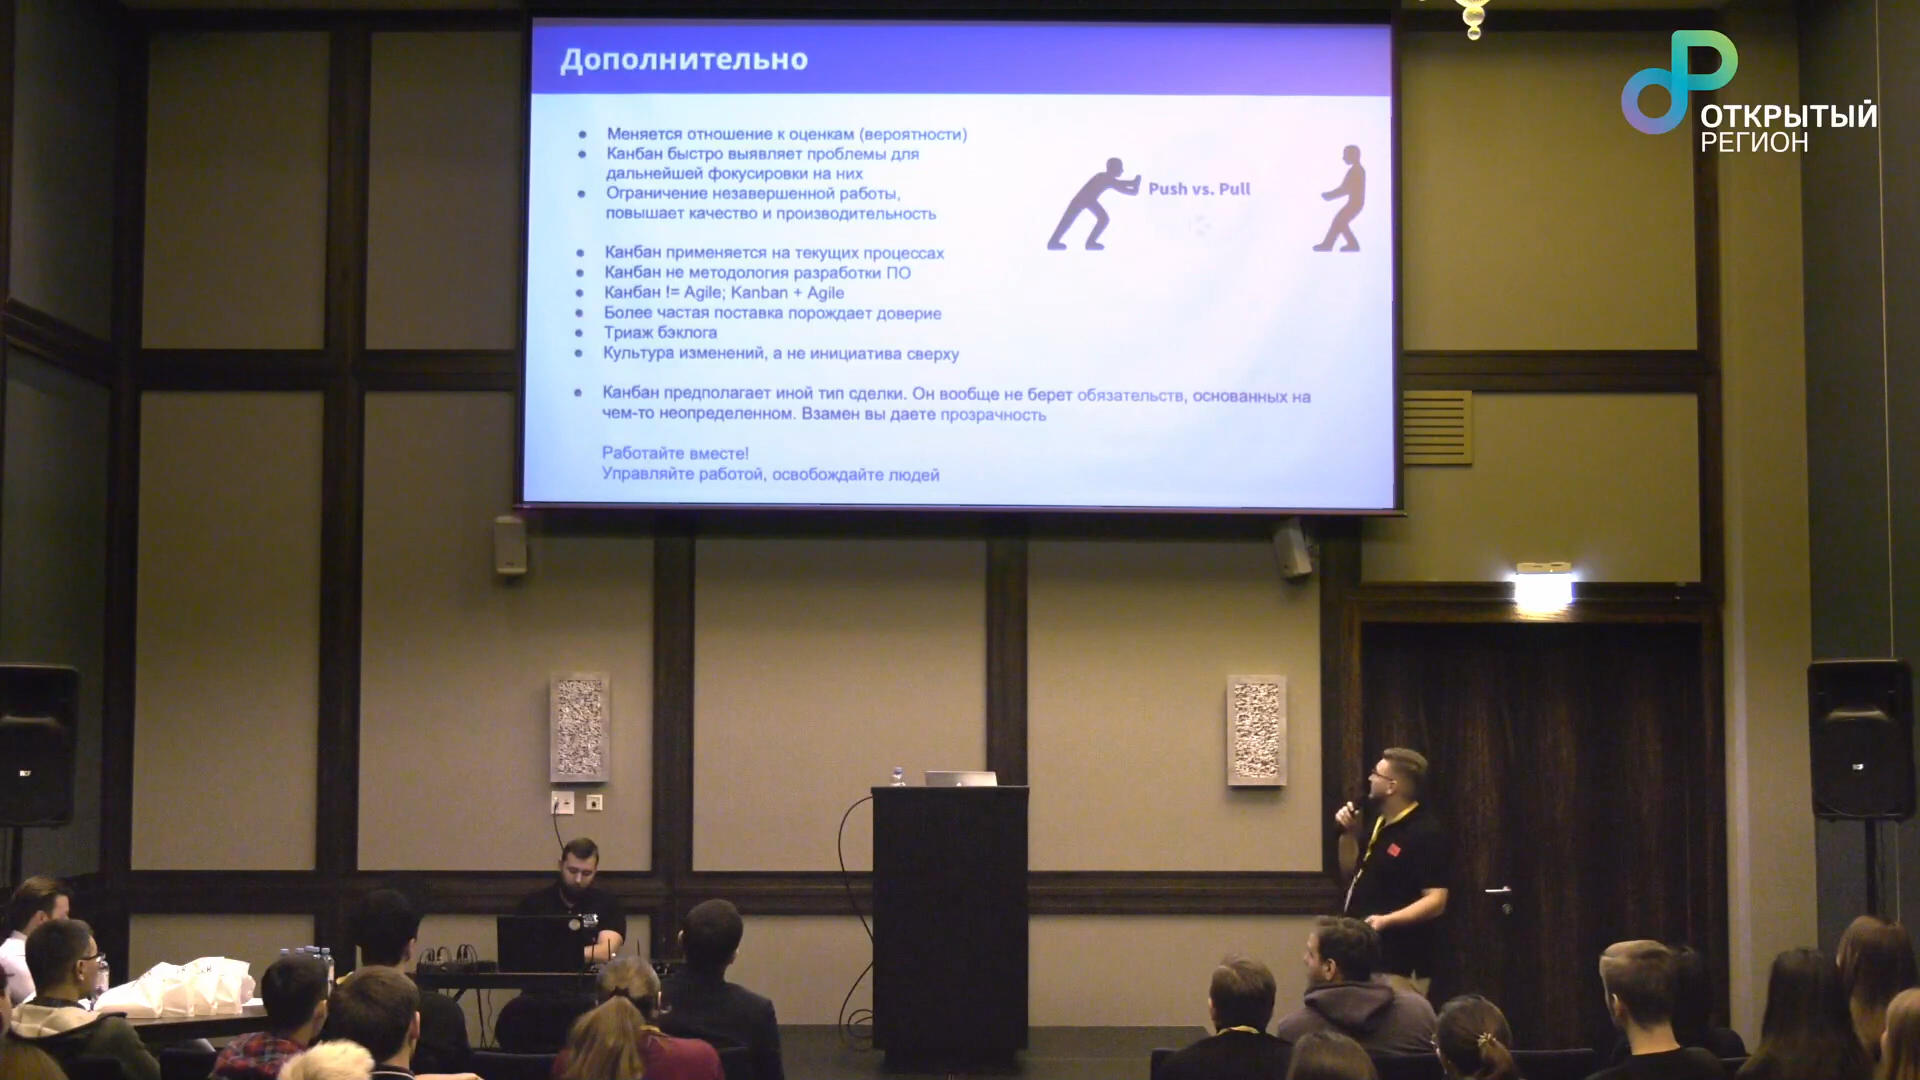 Дополнительно
ОТКРЫТЫЙ
РЕГИОН
• Меняется отношение к оценкам (вероятности)
• Канбан быстро выявляет проблемы для
дальнейшей фокусировки на них
• Ограничение незавершенной работы,
повышает качество и производительность
Push vs. Pull
• Канбан применяется на текущих процессах
• Канбан не методология разработки ПО
• Канбан != Agile; Kanban + Agile
• Более частая поставка порождает доверие
• Триаж бэклога
• Культура изменений, а не инициатива сверху
• Канбан предполагает иной тип сделки. Он вообще не берет обязательств, основанных на
чем-то неопределенном. Взамен вы даете прозрачность
Работайте вместе!
Управляйте работой, освобождайте людей